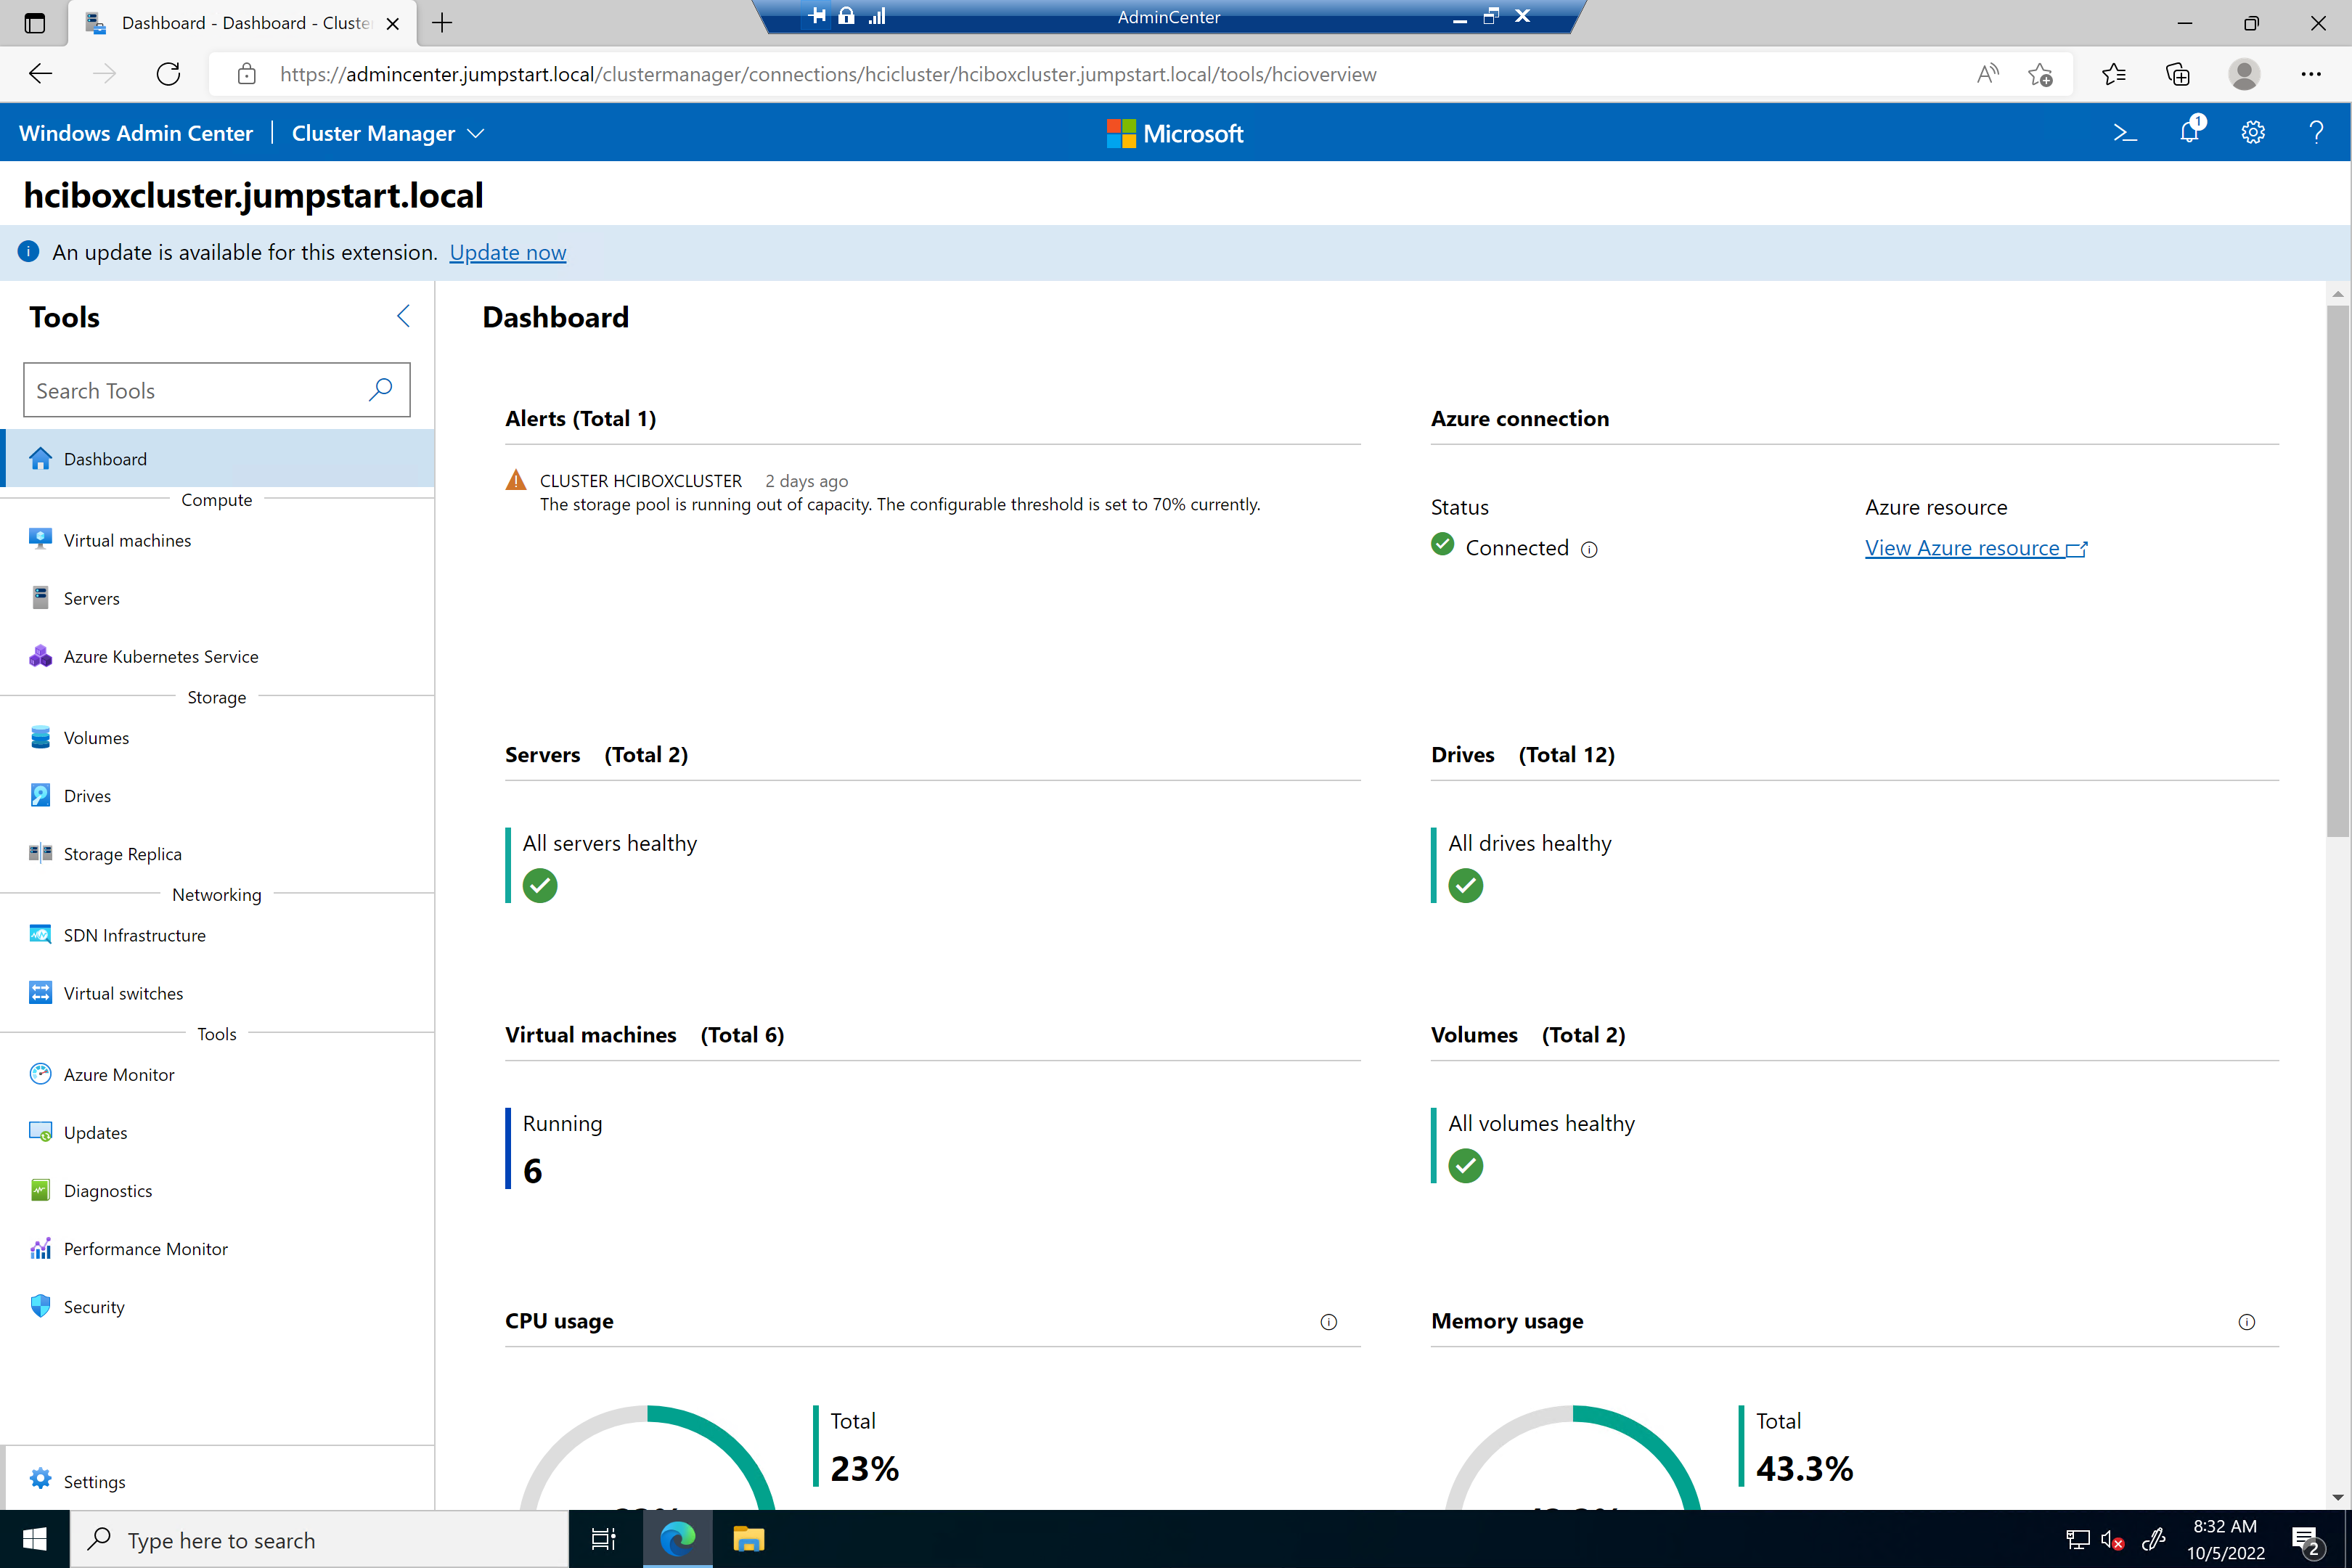 Dashboard - Dashboard - Cluste
AdminCenter
https://admincenter.jumpstart.local/clustermanager/connections/hcicluster/hciboxcluster.jumpstart.local/tools/hcioverview
Windows Admin Center | Cluster Manager
Microsoft
1
hciboxcluster.jumpstart.local
An update is available for this extension. Update now
Tools
Search Tools
Dashboard
Compute
Virtual machines
Servers
Azure Kubernetes Service
Storage
Volumes
Drives
Storage Replica
Networking
SDN Infrastructure
Virtual switches
Tools
Azure Monitor
Updates
Diagnostics
Performance Monitor
Security
Settings
Dashboard
Alerts (Total 1)
CLUSTER HCIBOXCLUSTER 2 days ago
The storage pool is running out of capacity. The configurable threshold is set to 70% currently.
Azure connection
Status
Connected
Azure resource
View Azure resource
Servers (Total 2)
All servers healthy
Drives (Total 12)
All drives healthy
Virtual machines (Total 6)
Running
6
Volumes (Total 2)
All volumes healthy
CPU usage
Total
23%
Memory usage
Total
43.3%
Type here to search
8:32 AM
10/5/2022
2